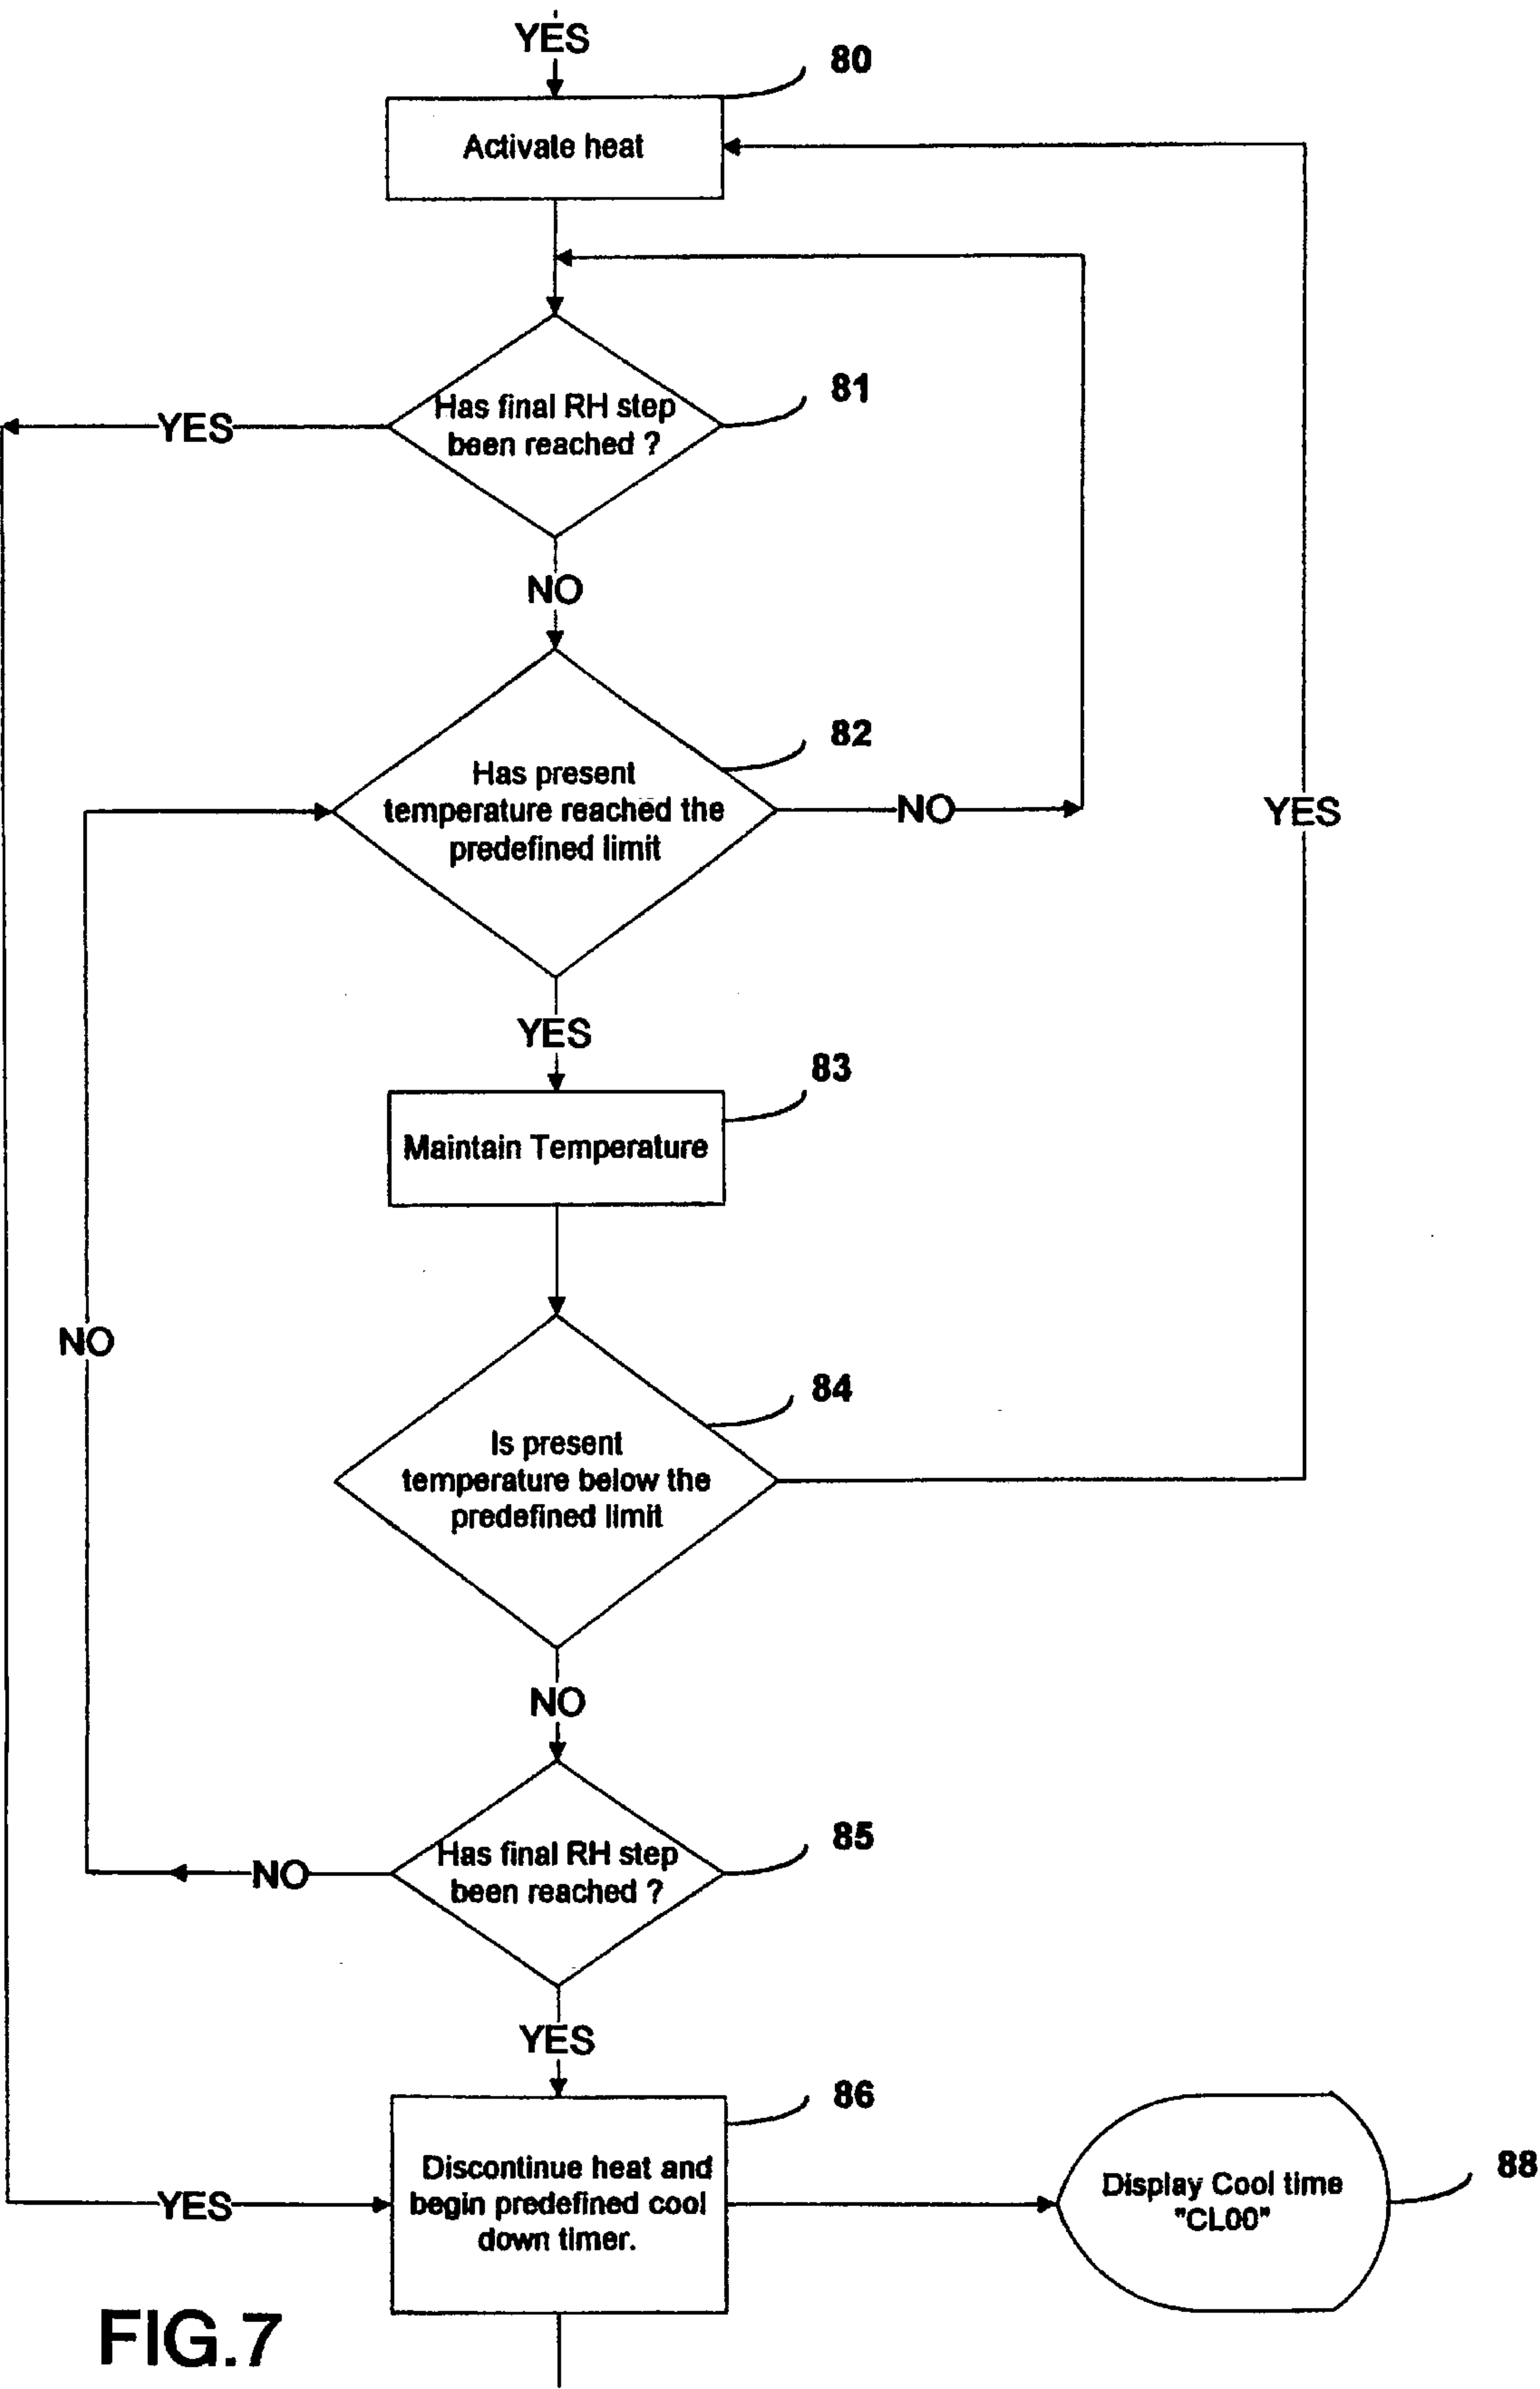 YES
80
Activate heat
81
Has final RH step
been reached ?
YES
NO
82
Has present
temperature reached the
predefined limit
NO
YES
YES
83
Maintain Temperature
NO
84
Is present
temperature below the
predefined limit
NO
85
Has final RH step
been reached ?
NO
YES
86
Discontinue heat and
begin predefined cool
down timer.
YES
88
Display Cool time
"CL00"
FIG.7